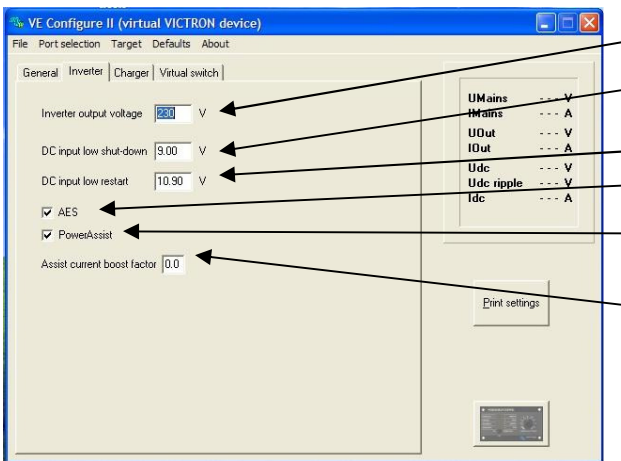 VE Configure II (virtual VICTRON device)
File Port selection Target Defaults About
General Inverter Charger Virtual switch
Inverter output voltage 230 V
DC input low shut-down 9.00 V
DC input low restart 10.90 V
AES
PowerAssist
Assist current boost factor 0.0
UMains --- V
IMains --- A
UOut --- V
IOut --- A
Udc --- V
Udc ripple --- V
Idc --- A
Print settings